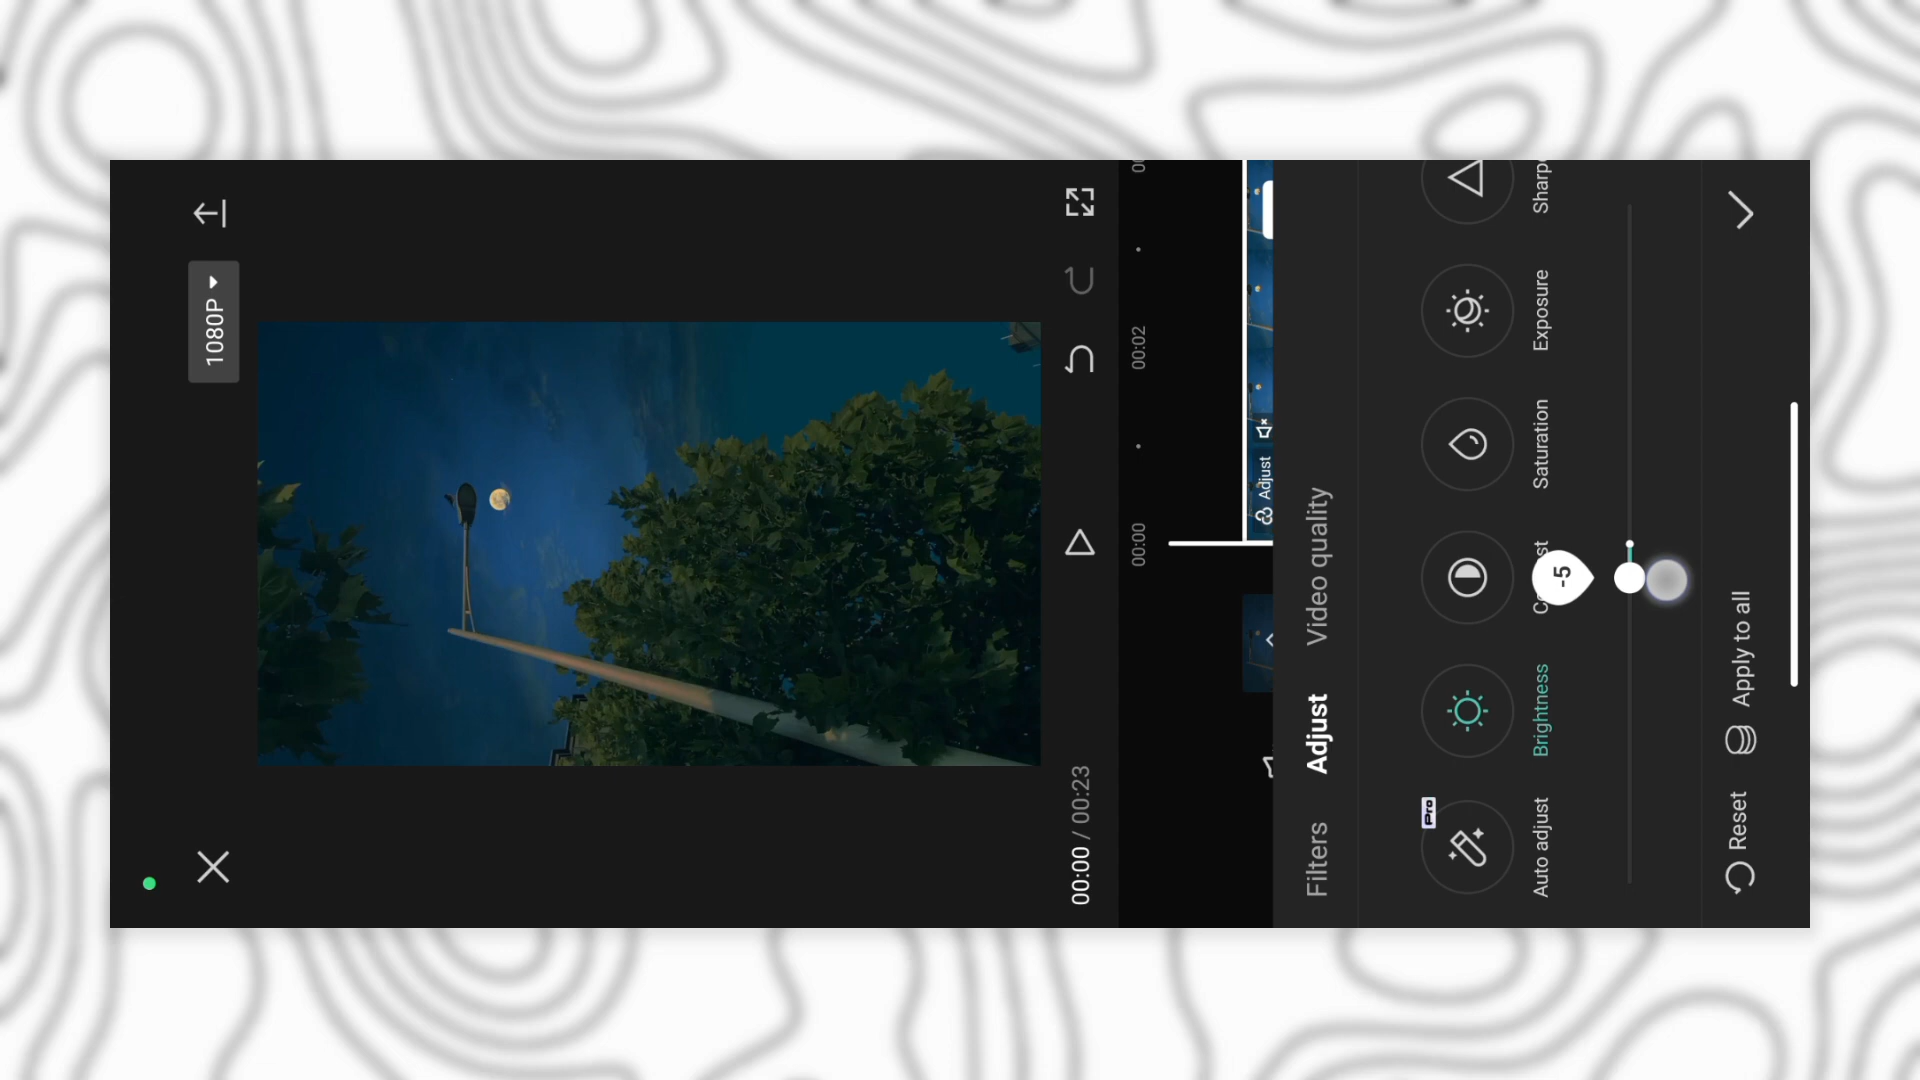 1080P
00:00 / 00:23
00:00
00:02
Adjust
Filters
Adjust
Video quality
Pro
Auto adjust
Brightness
Saturation
Exposure
-5
Reset
Apply to all